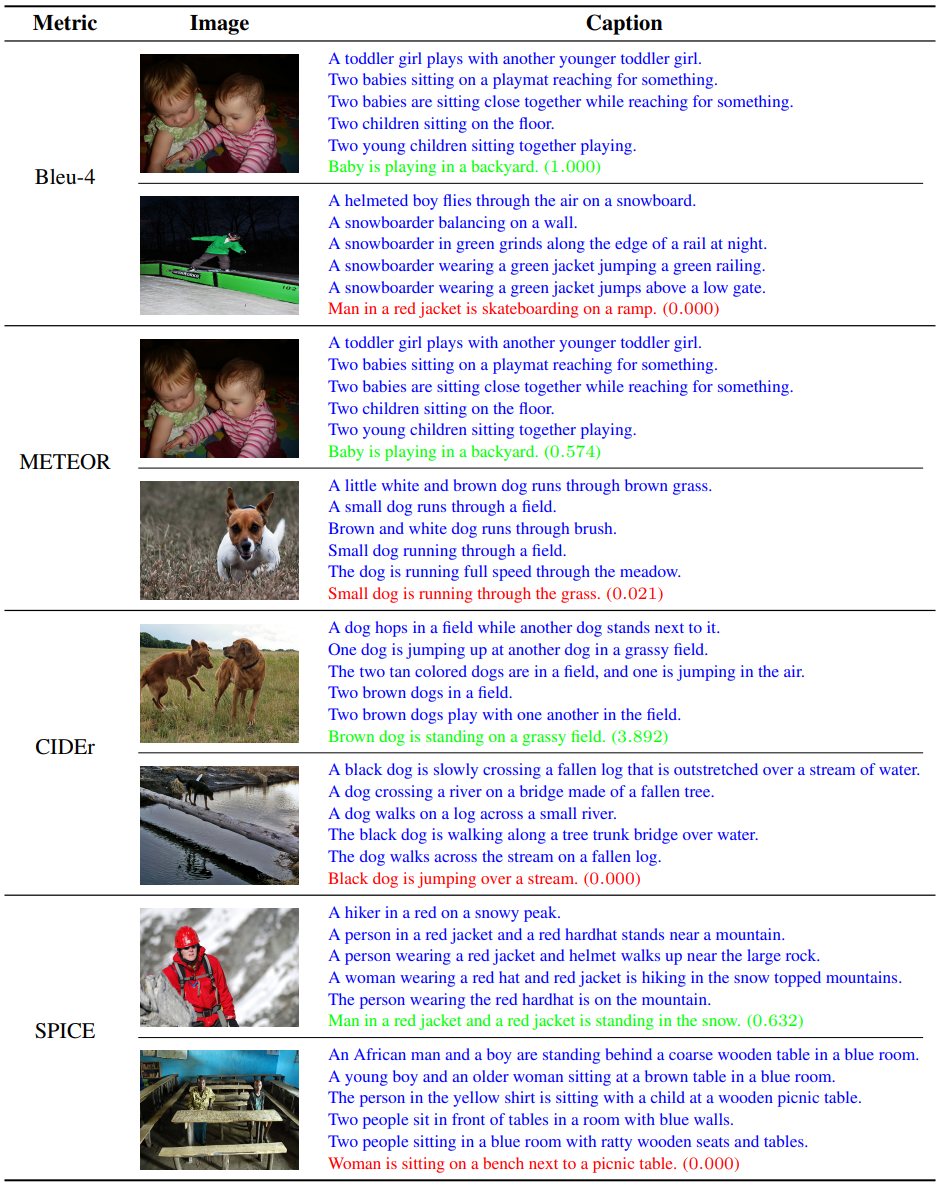 Metric Image Caption
Bleu-4
A toddler girl plays with another younger toddler girl.
Two babies sitting on a playmat reaching for something.
Two babies are sitting close together while reaching for something.
Two children sitting on the floor.
Two young children sitting together playing.
Baby is playing in a backyard. (1.000)
A helmeted boy flies through the air on a snowboard.
A snowboarder balancing on a wall.
A snowboarder in green grinds along the edge of a rail at night.
A snowboarder wearing a green jacket jumping a green railing.
A snowboarder wearing a green jacket jumps above a low gate.
Man in a red jacket is skateboarding on a ramp. (0.000)
METEOR
A toddler girl plays with another younger toddler girl.
Two babies sitting on a playmat reaching for something.
Two babies are sitting close together while reaching for something.
Two children sitting on the floor.
Two young children sitting together playing.
Baby is playing in a backyard. (0.574)
A little white and brown dog runs through brown grass.
A small dog runs through a field.
Brown and white dog runs through brush.
Small dog running through a field.
The dog is running full speed through the meadow.
Small dog is running through the grass. (0.021)
CIDEr
A dog hops in a field while another dog stands next to it.
One dog is jumping up at another dog in a grassy field.
The two tan colored dogs are in a field, and one is jumping in the air.
Two brown dogs in a field.
Two brown dogs play with one another in the field.
Brown dog is standing on a grassy field. (3.892)
A black dog is slowly crossing a fallen log that is outstretched over a stream of water.
A dog crossing a river on a bridge made of a fallen tree.
A dog walks on a log across a small river.
The black dog is walking along a tree trunk bridge over water.
The dog walks across the stream on a fallen log.
Black dog is jumping over a stream. (0.000)
SPICE
A hiker in a red on a snowy peak.
A person in a red jacket and a red hardhat stands near a mountain.
A person wearing a red jacket and helmet walks up near the large rock.
A woman wearing a red hat and red jacket is hiking in the snow topped mountains.
The person wearing the red hardhat is on the mountain.
Man in a red jacket and a red jacket is standing in the snow. (0.632)
An African man and a boy are standing behind a coarse wooden table in a blue room.
A young boy and an older woman sitting at a brown table in a blue room.
The person in the yellow shirt is sitting with a child at a wooden picnic table.
Two people sit in front of tables in a room with blue walls.
Two people sitting in a blue room with ratty wooden seats and tables.
Woman is sitting on a bench next to a picnic table. (0.000)